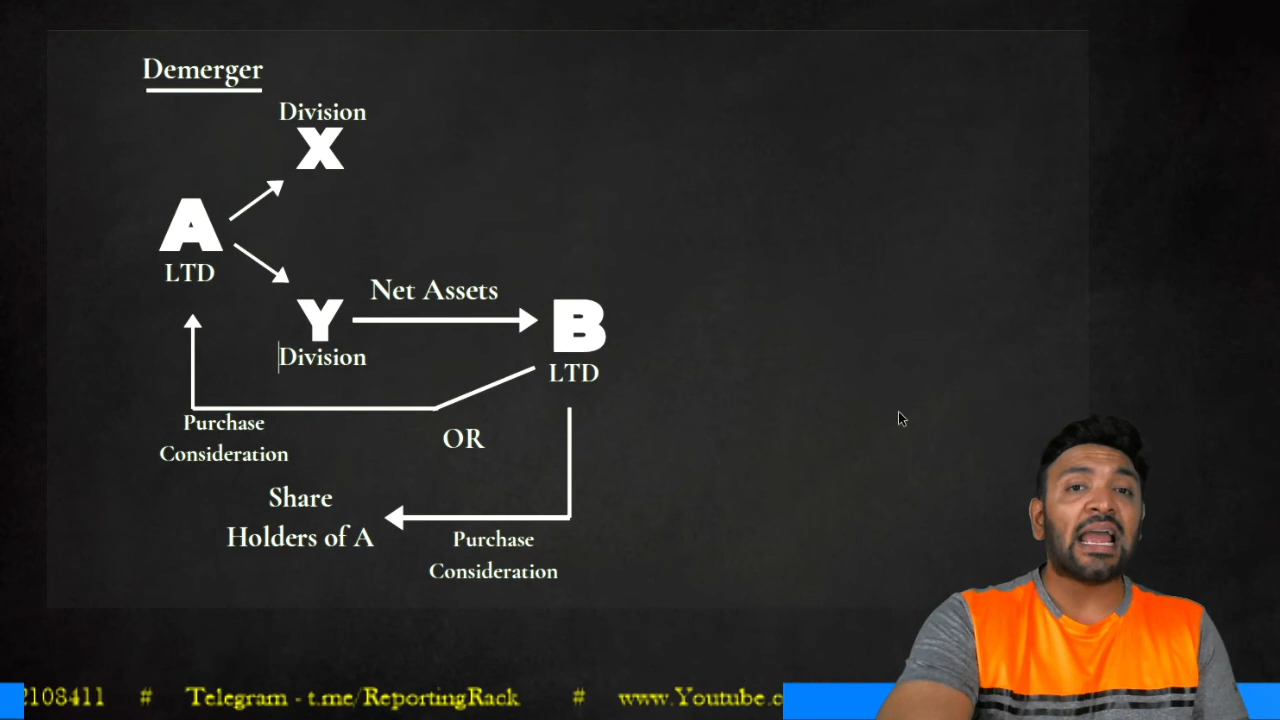 Demerger
Division
X
A
LTD
Net Assets
Y
B
Division
LTD
Purchase
Consideration
OR
Share
Holders of A
Purchase
Consideration
2108411 # Telegram - t.me/ReportingRack # www.Youtube.c